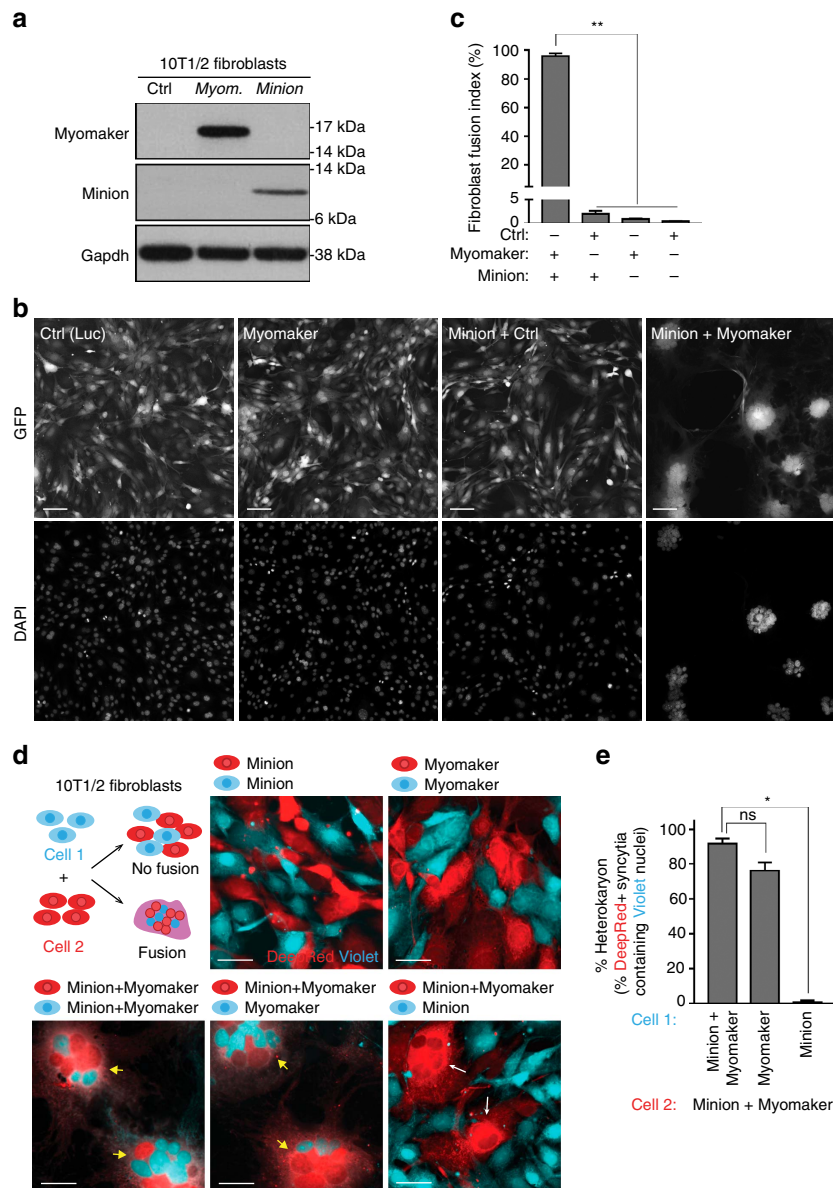 a
10T1/2 fibroblasts
Ctrl Myom. Minion
Myomaker
-17 kDa
-14 kDa
Minion
-14 kDa
-6 kDa
Gapdh
-38 kDa
c
**
Fibroblast fusion index (%)
100
80
60
40
20
5
0
Ctrl: – + – +
Myomaker: + – + –
Minion: + + – –
b
Ctrl (Luc)
Myomaker
Minion + Ctrl
Minion + Myomaker
GFP
DAPI
d
10T1/2 fibroblasts
Cell 1
+
Cell 2
No fusion
Fusion
Minion
Minion
Myomaker
Myomaker
DeepRed Violet
Minion+Myomaker
Minion+Myomaker
Minion+Myomaker
Myomaker
Minion+Myomaker
Minion
e
*
ns
% Heterokaryon
(% DeepRed+ syncytia
containing Violet nuclei)
100
80
60
40
20
0
Cell 1:
Minion +
Myomaker
Myomaker
Minion
Cell 2: Minion + Myomaker